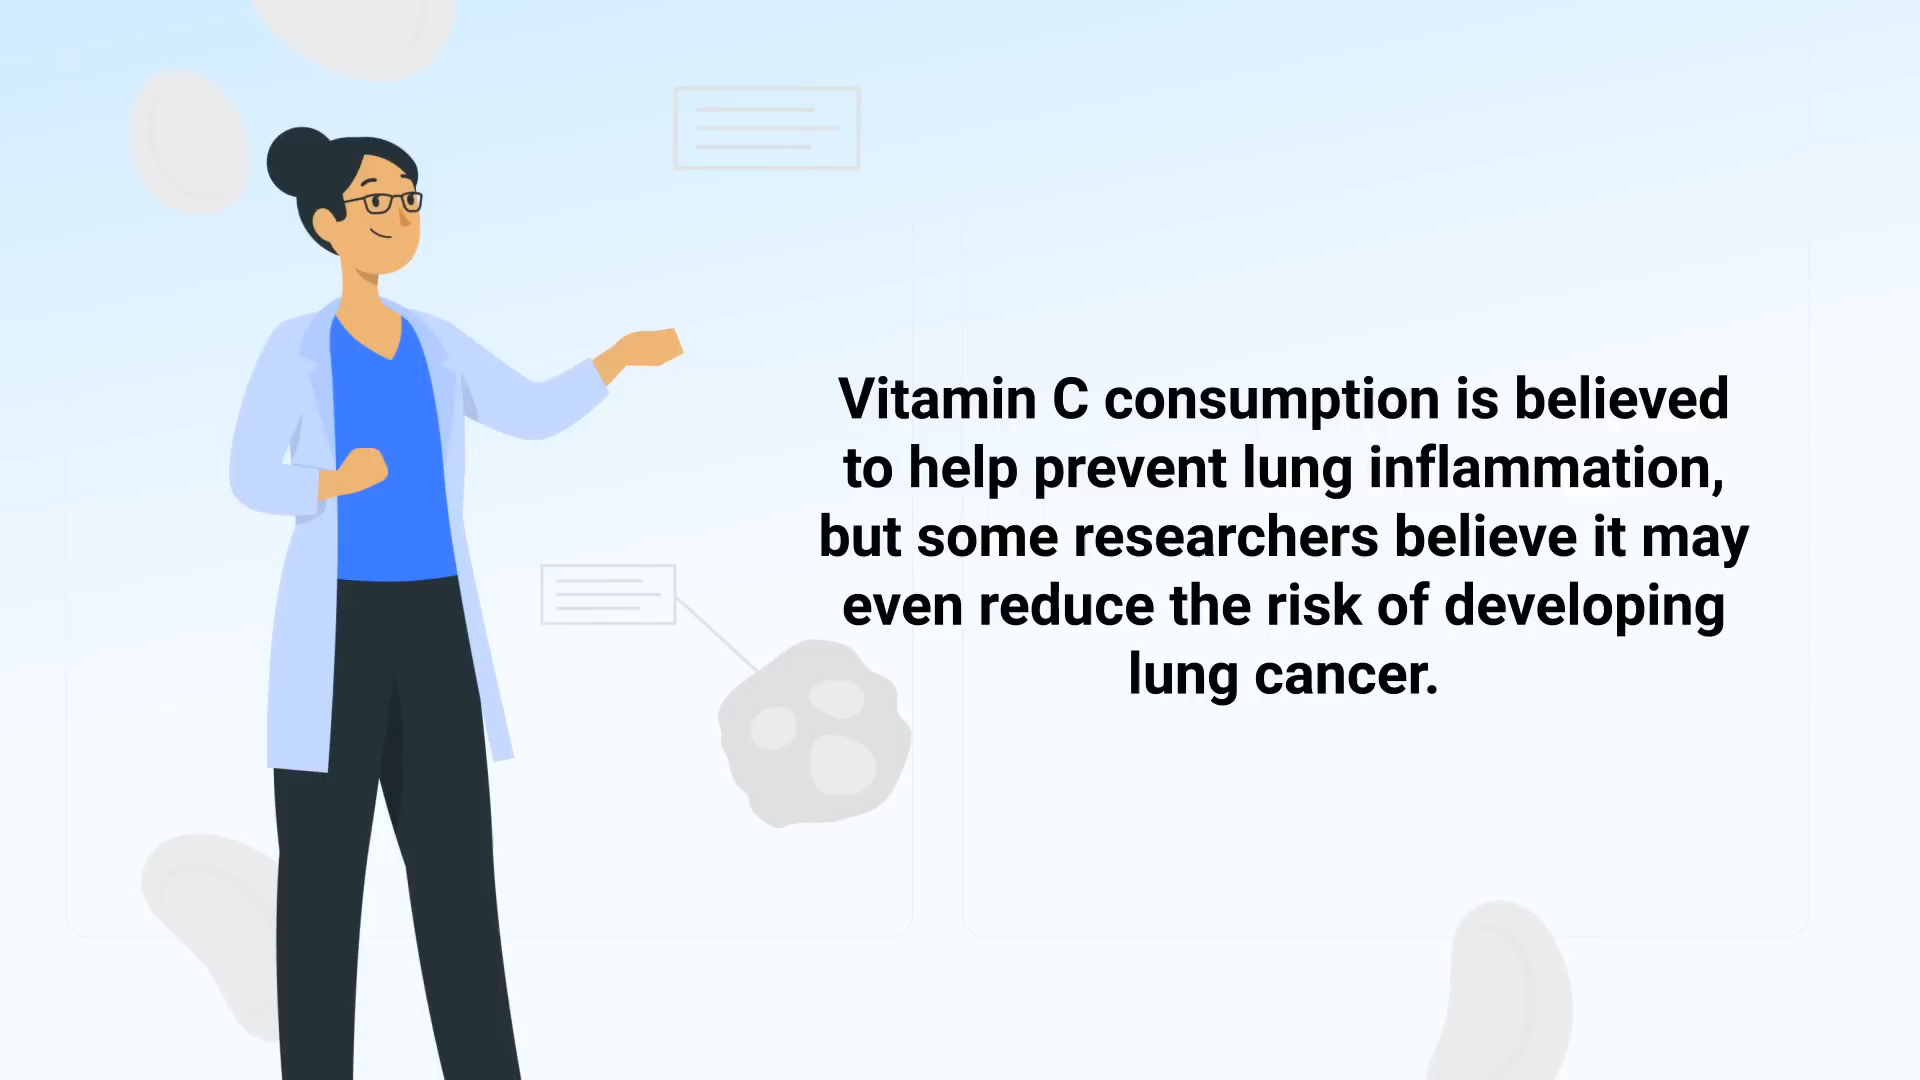 Vitamin C consumption is believed
to help prevent lung inflammation,
but some researchers believe it may
even reduce the risk of developing
lung cancer.